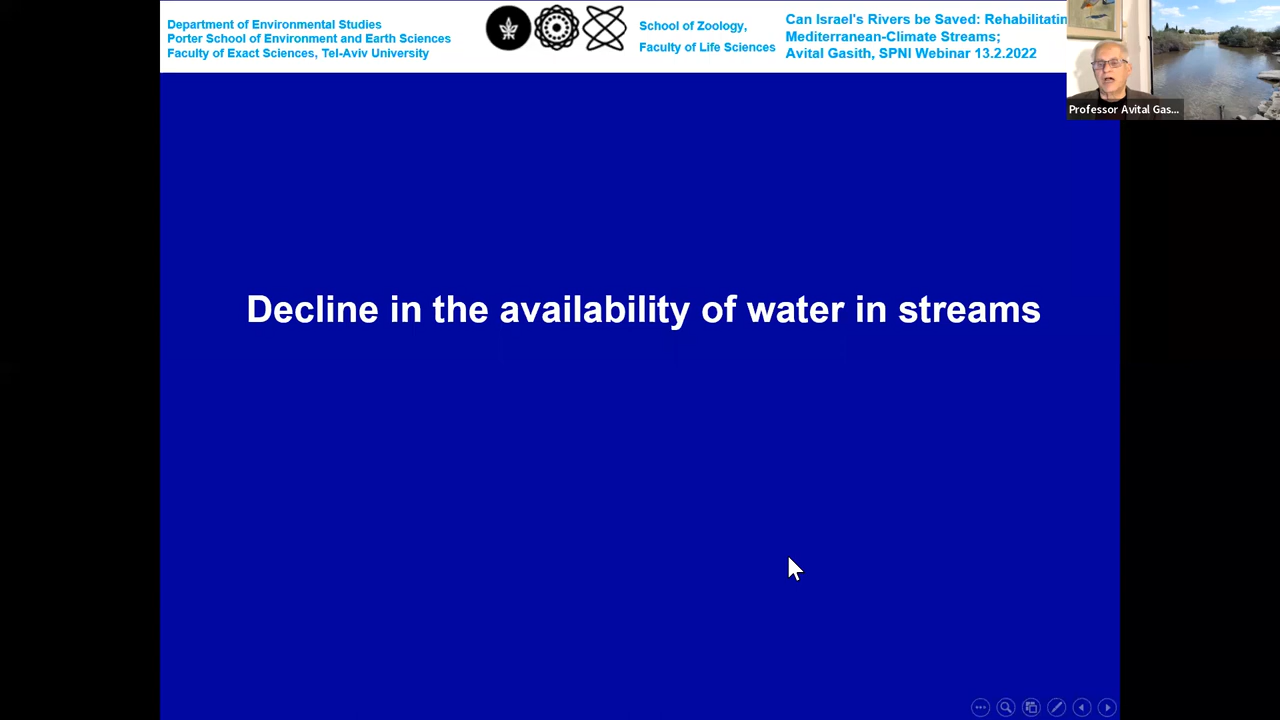 Department of Environmental Studies
Porter School of Environment and Earth Sciences
Faculty of Exact Sciences, Tel-Aviv University
School of Zoology,
Faculty of Life Sciences
Can Israel's Rivers be Saved: Rehabilitatin
Mediterranean-Climate Streams;
Avital Gasith, SPNI Webinar 13.2.2022
Professor Avital Gas...
Decline in the availability of water in streams